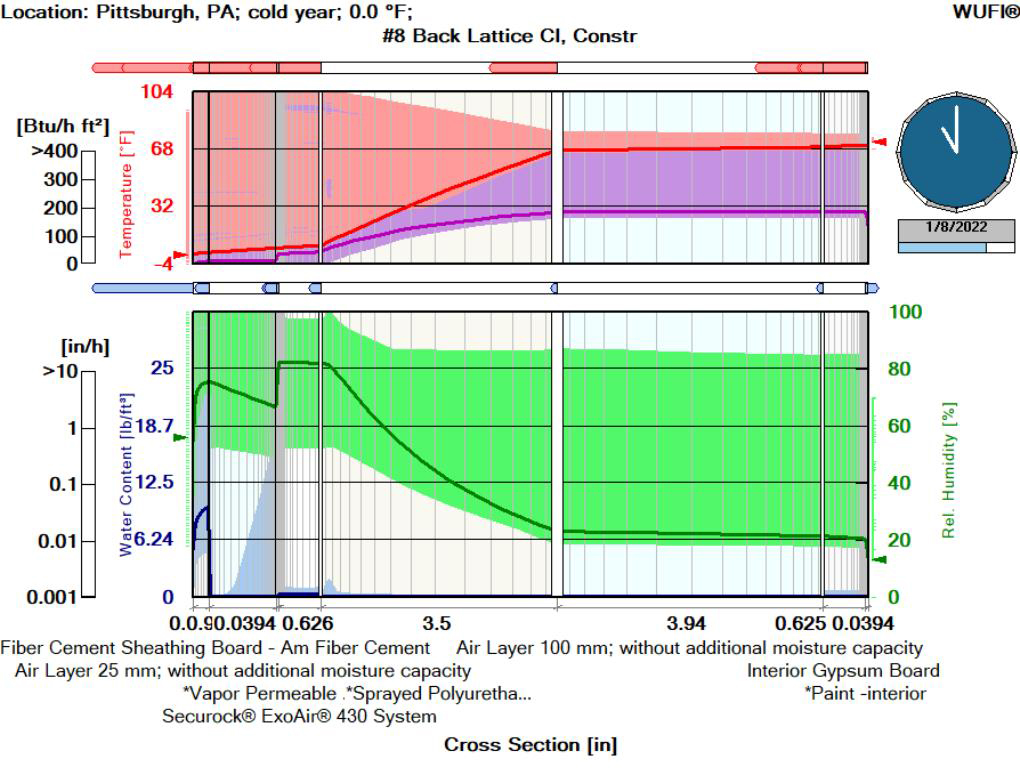 Location: Pittsburgh, PA; cold year; 0.0 °F; WUFI®
#8 Back Lattice CI, Constr
[Btu/h ft²]
>400
300
200
100
0
Temperature [°F]
104
68
32
-4
1/8/2022
[in/h]
>10
1
0.1
0.01
0.001
Water Content [lb/ft³]
25
18.7
12.5
6.24
0
100
80
60
40
20
0
Rel. Humidity [%]
0.0394 0.626 3.5 3.94 0.625 0.0394
Fiber Cement Sheathing Board - Am Fiber Cement Air Layer 100 mm; without additional moisture capacity
Air Layer 25 mm; without additional moisture capacity Interior Gypsum Board
*Vapor Permeable .*Sprayed Polyuretha... *Paint -interior
Securock® ExoAir® 430 System
Cross Section [in]